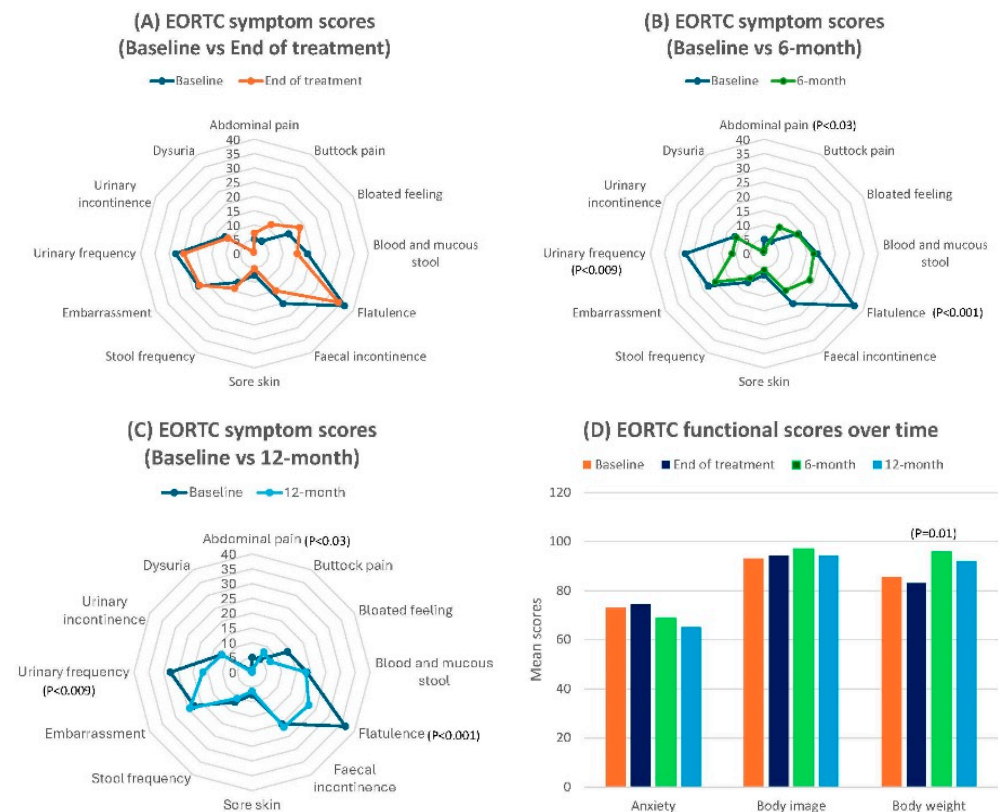 (A) EORTC symptom scores
(Baseline vs End of treatment)
Baseline End of treatment
Abdominal pain
Dysuria
Buttock pain
Urinary
incontinence
Bloated feeling
Urinary frequency
Blood and mucous
stool
Embarrassment
Flatulence
Stool frequency
Faecal incontinence
Sore skin
40
35
30
25
20
15
10
5
0
(B) EORTC symptom scores
(Baseline vs 6-month)
Baseline 6-month
Abdominal pain (P<0.03)
Dysuria
Buttock pain
Urinary
incontinence
Bloated feeling
Urinary frequency
(P<0.009)
Blood and mucous
stool
Embarrassment
Flatulence (P<0.001)
Stool frequency
Faecal incontinence
Sore skin
40
35
30
25
20
15
10
5
0
(C) EORTC symptom scores
(Baseline vs 12-month)
Baseline 12-month
Abdominal pain (P<0.03)
Dysuria
Buttock pain
Urinary
incontinence
Bloated feeling
Urinary frequency
(P<0.009)
Blood and mucous
stool
Embarrassment
Flatulence (P<0.001)
Stool frequency
Faecal
incontinence
Sore skin
40
35
30
25
20
15
10
5
0
(D) EORTC functional scores over time
Baseline End of treatment 6-month 12-month
120
100
80
60
40
20
0
Mean scores
(P=0.01)
Anxiety Body image Body weight